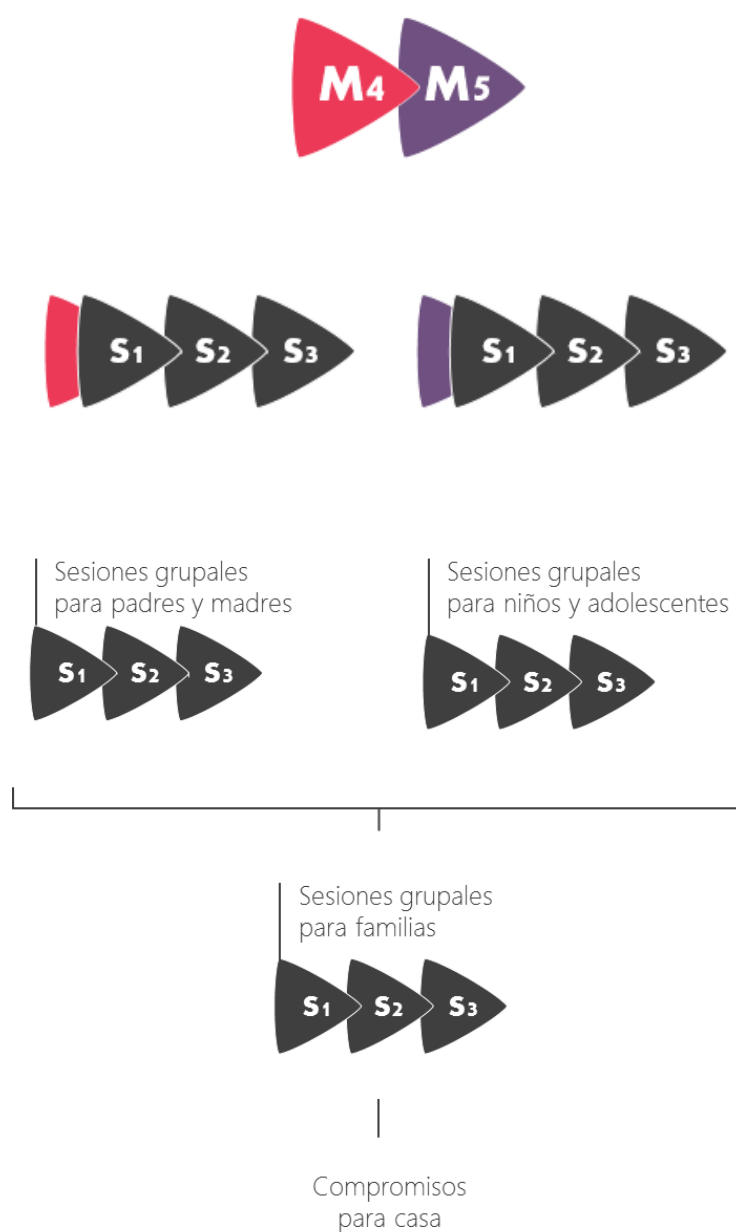 M4 M5
S1 S2 S3
S1 S2 S3
Sesiones grupales
para padres y madres
S1 S2 S3
Sesiones grupales
para niños y adolescentes
S1 S2 S3
Sesiones grupales
para familias
S1 S2 S3
Compromisos
para casa